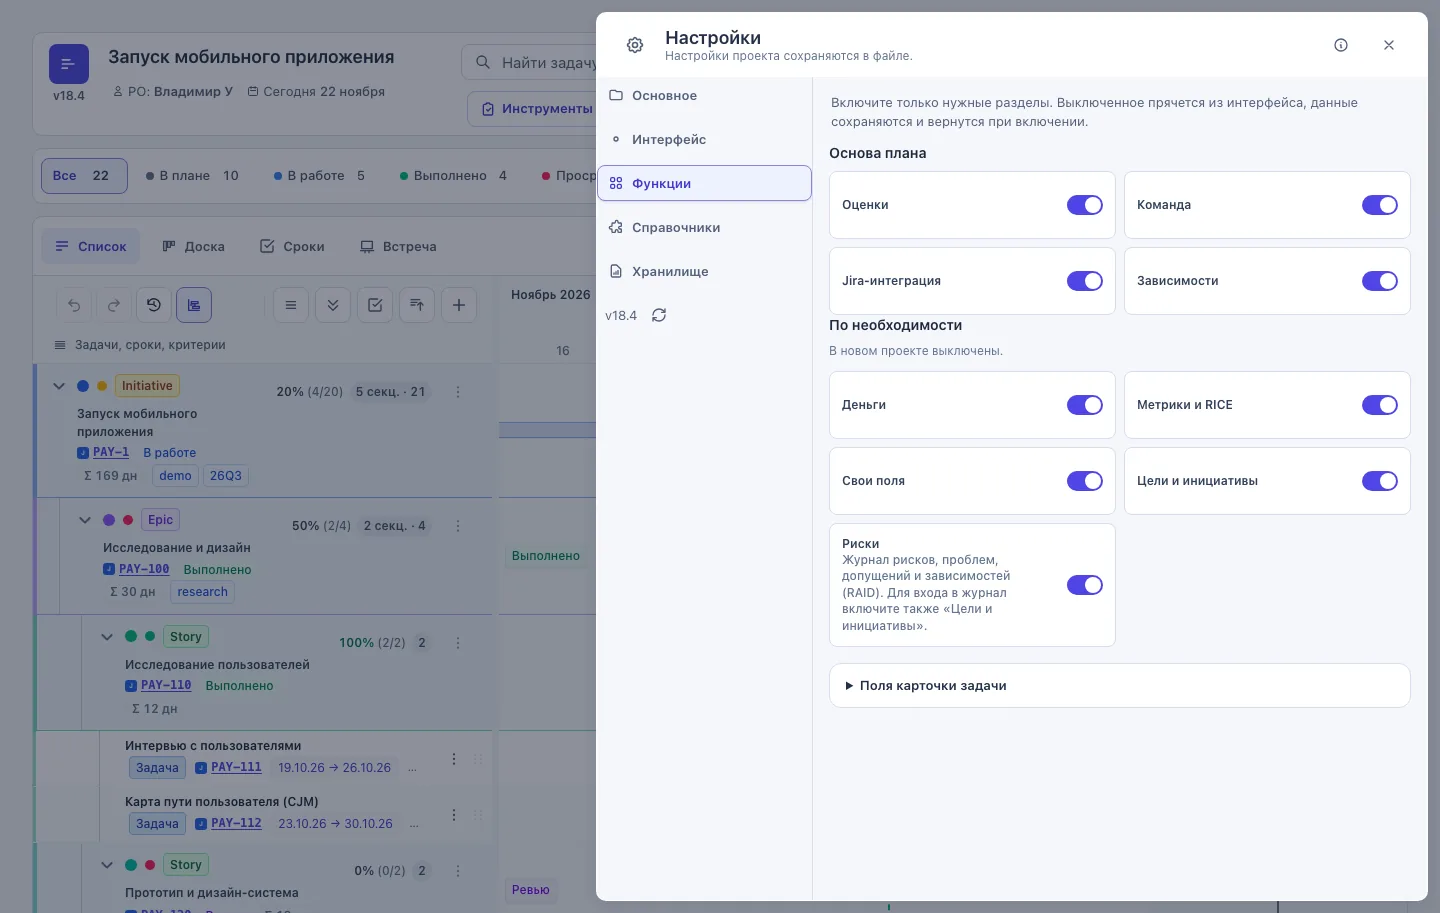 Запуск мобильного приложения
v18.4
PO: Владимир У
Сегодня 22 ноября
Найти задачу
Инструменты
Все 22
В плане 10
В работе 5
Выполнено 4
Список
Доска
Сроки
Встреча
Ноябрь 2026
Задачи, сроки, критерии
16
Initiative
20% (4/20)
5 секц. · 21
Запуск мобильного
приложения
PAY-1 В работе
Σ 169 дн demo 26Q3
Epic
50% (2/4)
2 секц. · 4
Исследование и дизайн
PAY-100 Выполнено
Σ 30 дн research
Выполнено
Story
100% (2/2) 2
Исследование пользователей
PAY-110 Выполнено
Σ 12 дн
Интервью с пользователями
Задача PAY-111 19.10.26 → 26.10.26 ...
Карта пути пользователя (CJM)
Задача PAY-112 23.10.26 → 30.10.26 ...
Story
0% (0/2) 2
Прототип и дизайн-система
Ревью
Настройки
Настройки проекта сохраняются в файле.
Основное
Интерфейс
Функции
Справочники
Хранилище
v18.4
Включите только нужные разделы. Выключенное прячется из интерфейса, данные
сохраняются и вернутся при включении.
Основа плана
Оценки
Команда
Jira-интеграция
Зависимости
По необходимости
В новом проекте выключены.
Деньги
Метрики и RICE
Свои поля
Цели и инициативы
Риски
Журнал рисков, проблем,
допущений и зависимостей
(RAID). Для входа в журнал
включите также «Цели и
инициативы».
Поля карточки задачи